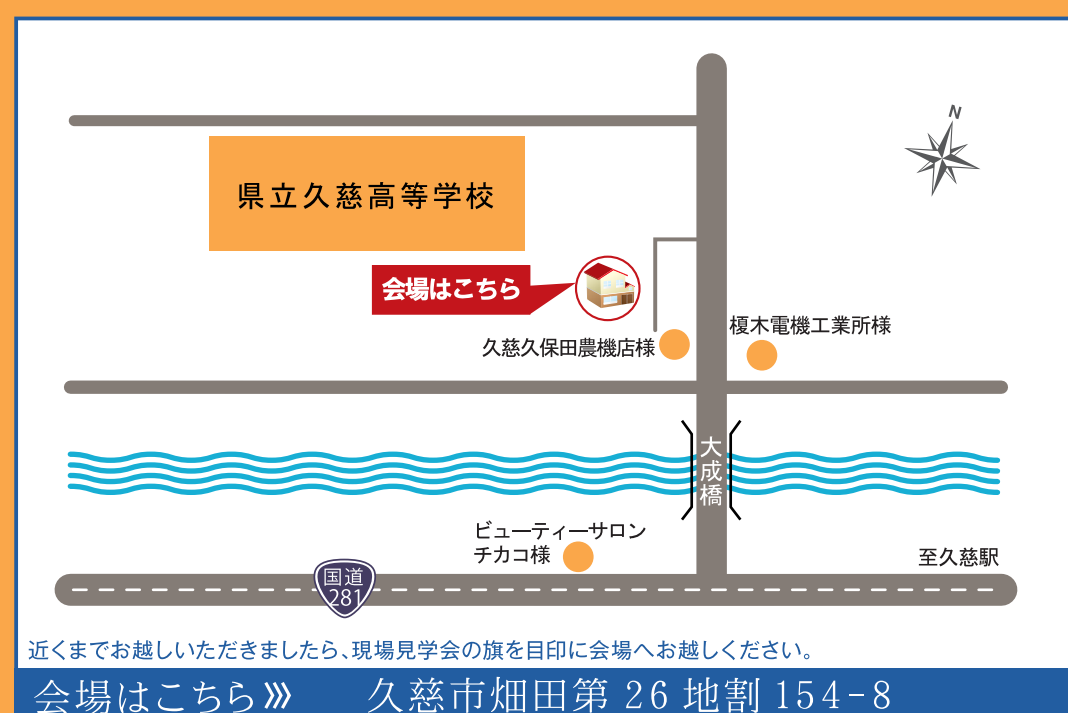 N
県立久慈高等学校
会場はこちら
榎木電機工業所様
久慈久保田農機店様
大成橋
ビューティーサロン
チカコ様
至久慈駅
国道
281
近くまでお越しいただきましたら、現場見学会の旗を目印に会場へお越しください。
会場はこちら》 久慈市畑田第26地割154-8